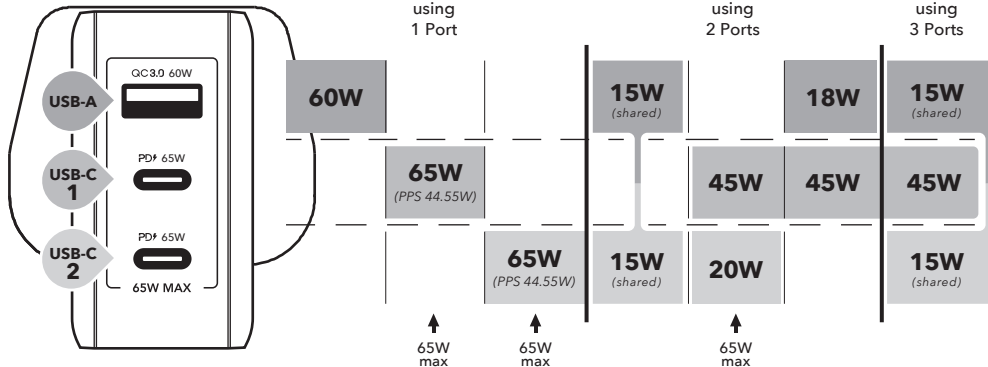 using
1 Port
using
2 Ports
using
3 Ports
QC3.0 60W
USB-A
60W
15W
(shared)
18W
15W
(shared)
PD 65W
USB-C
1
65W
(PPS 44.55W)
45W
45W
45W
PD 65W
USB-C
2
65W MAX
65W
(PPS 44.55W)
15W
(shared)
20W
15W
(shared)
65W
max
65W
max
65W
max